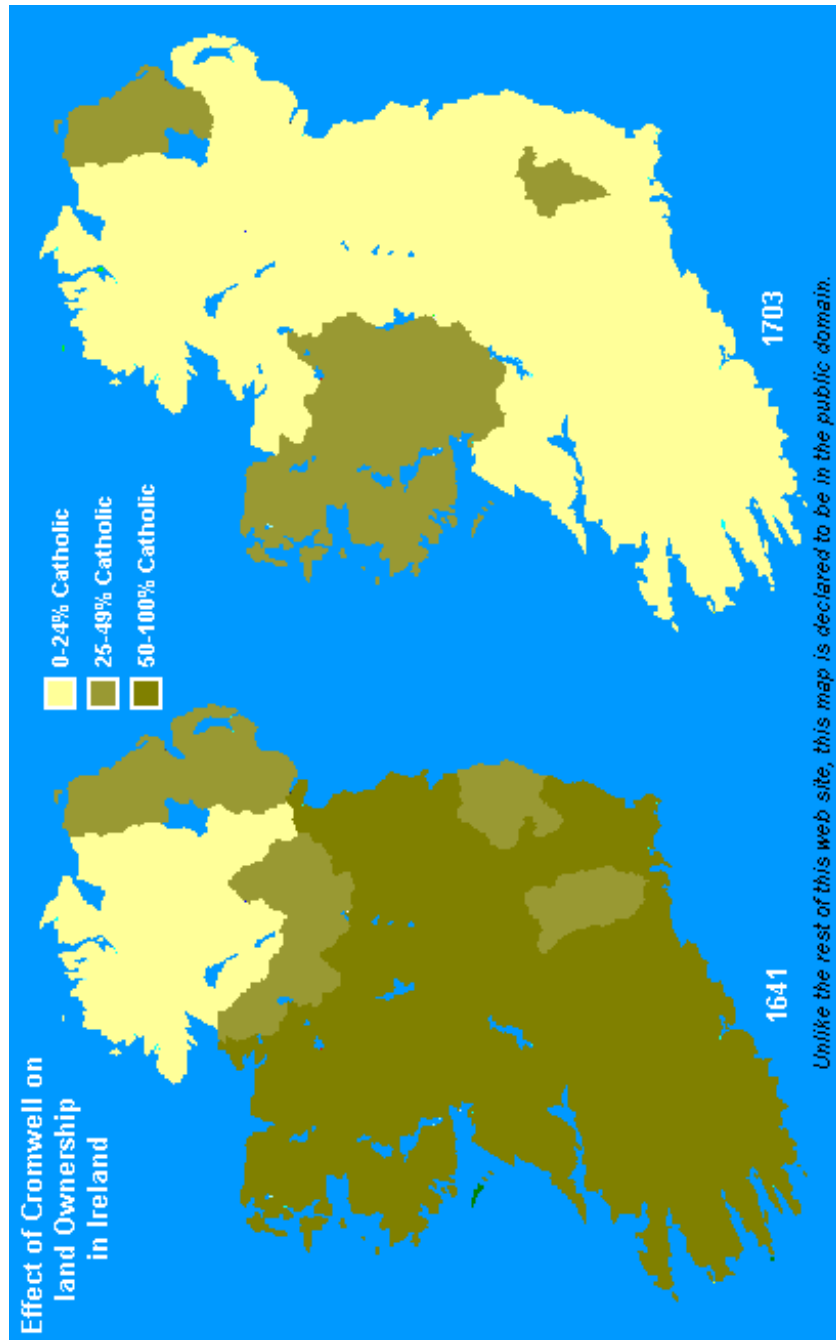 Effect of Cromwell on
land Ownership
in Ireland
0-24% Catholic
25-49% Catholic
50-100% Catholic
1641
1703
Unlike the rest of this web site, this map is declared to be in the public domain.